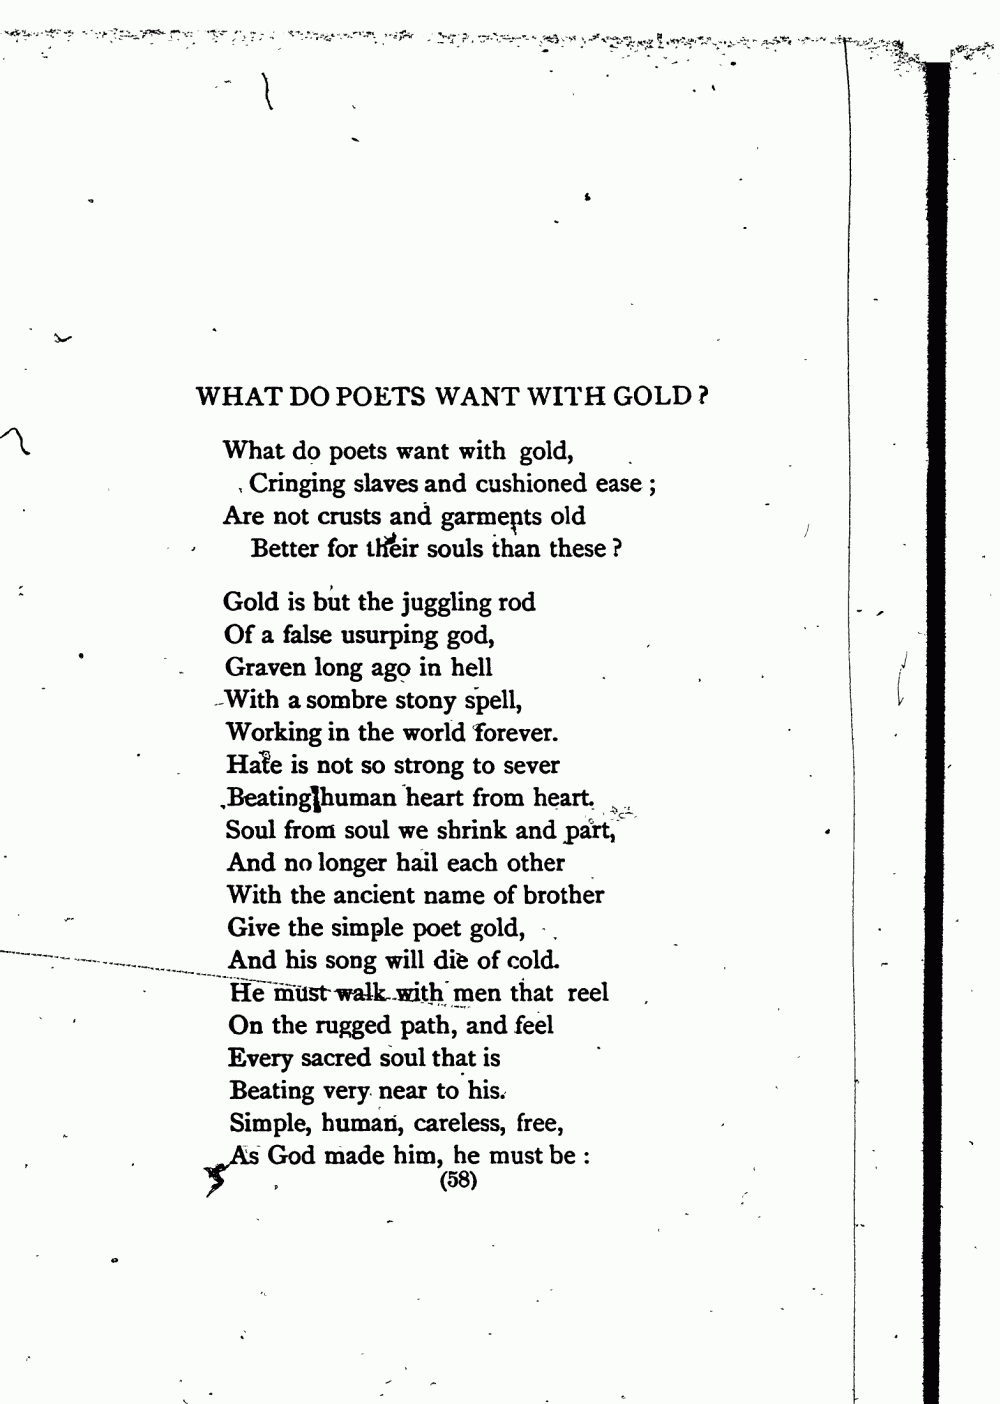 WHAT DO POETS WANT WITH GOLD ?
What do poets want with gold,
Cringing slaves and cushioned ease ;
Are not crusts and garments old
Better for their souls than these ?
Gold is but the juggling rod
Of a false usurping god,
Graven long ago in hell
With a sombre stony spell,
Working in the world forever.
Hate is not so strong to sever
Beating human heart from heart.
Soul from soul we shrink and part,
And no longer hail each other
With the ancient name of brother
Give the simple poet gold,
And his song will die of cold.
He must walk with men that reel
On the rugged path, and feel
Every sacred soul that is
Beating very near to his.
Simple, human, careless, free,
As God made him, he must be :
(58)